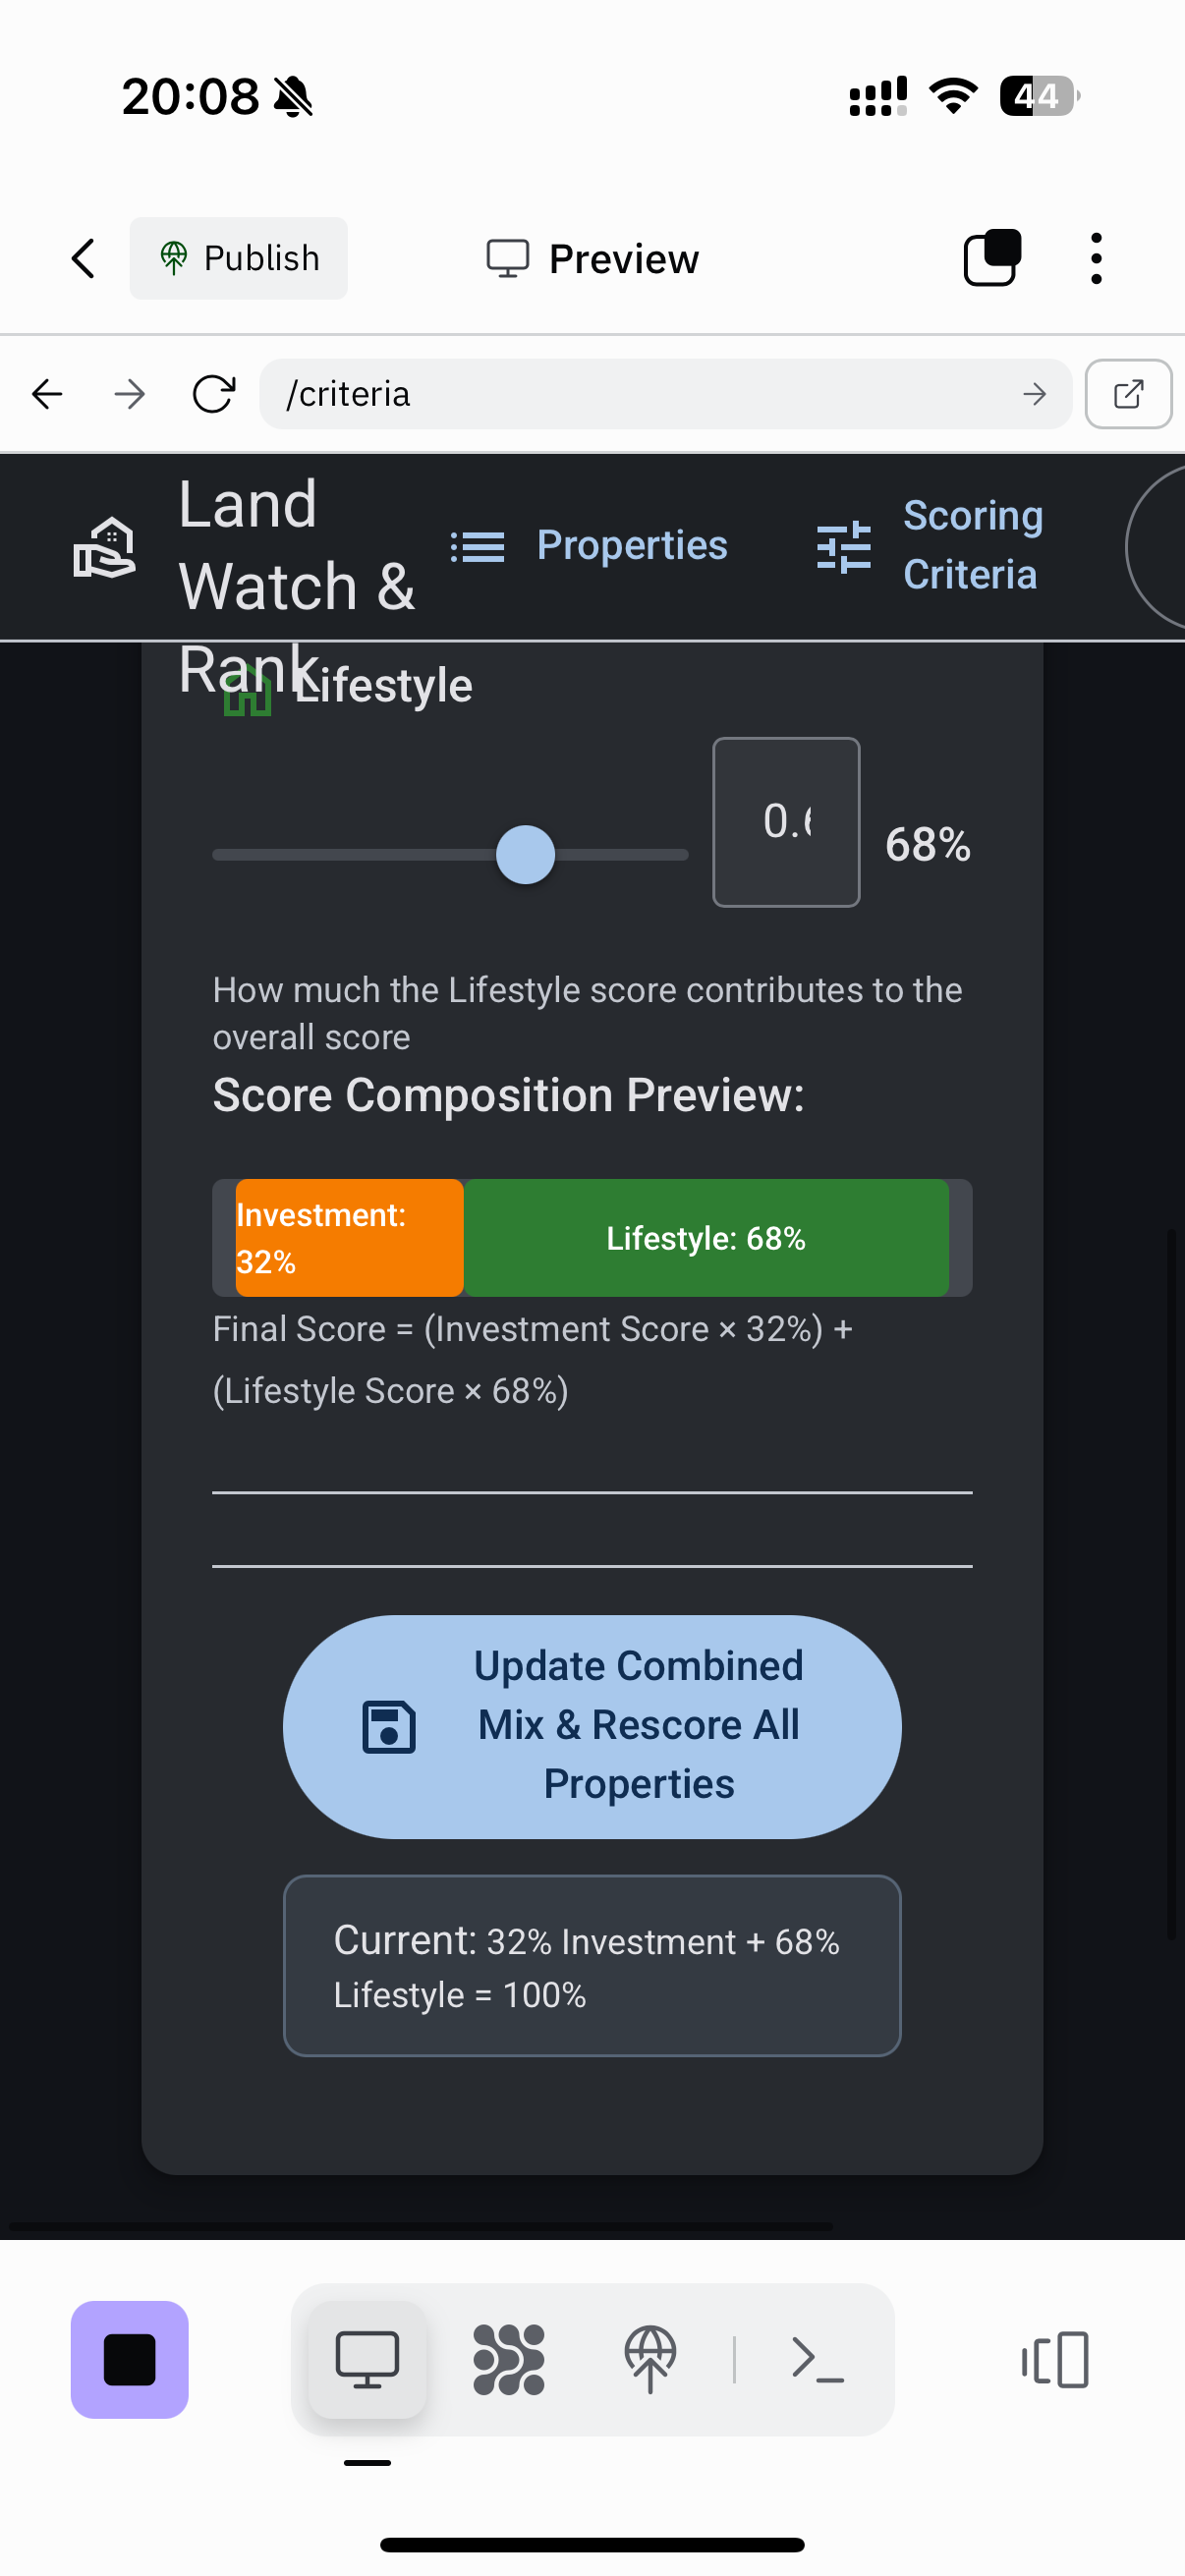 20:08
44
Publish
Preview
/criteria
Land
Watch &
Rank
Properties
Scoring
Criteria
Lifestyle
68%
How much the Lifestyle score contributes to the
overall score
Score Composition Preview:
Investment:
32%
Lifestyle: 68%
Final Score = (Investment Score × 32%) +
(Lifestyle Score × 68%)
Update Combined
Mix & Rescore All
Properties
Current: 32% Investment + 68%
Lifestyle = 100%